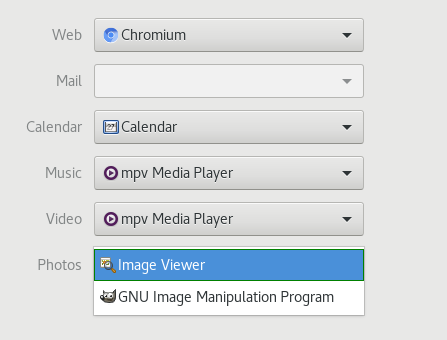 Web Chromium
Mail
Calendar Calendar
Music mpv Media Player
Video mpv Media Player
Photos Image Viewer
GNU Image Manipulation Program